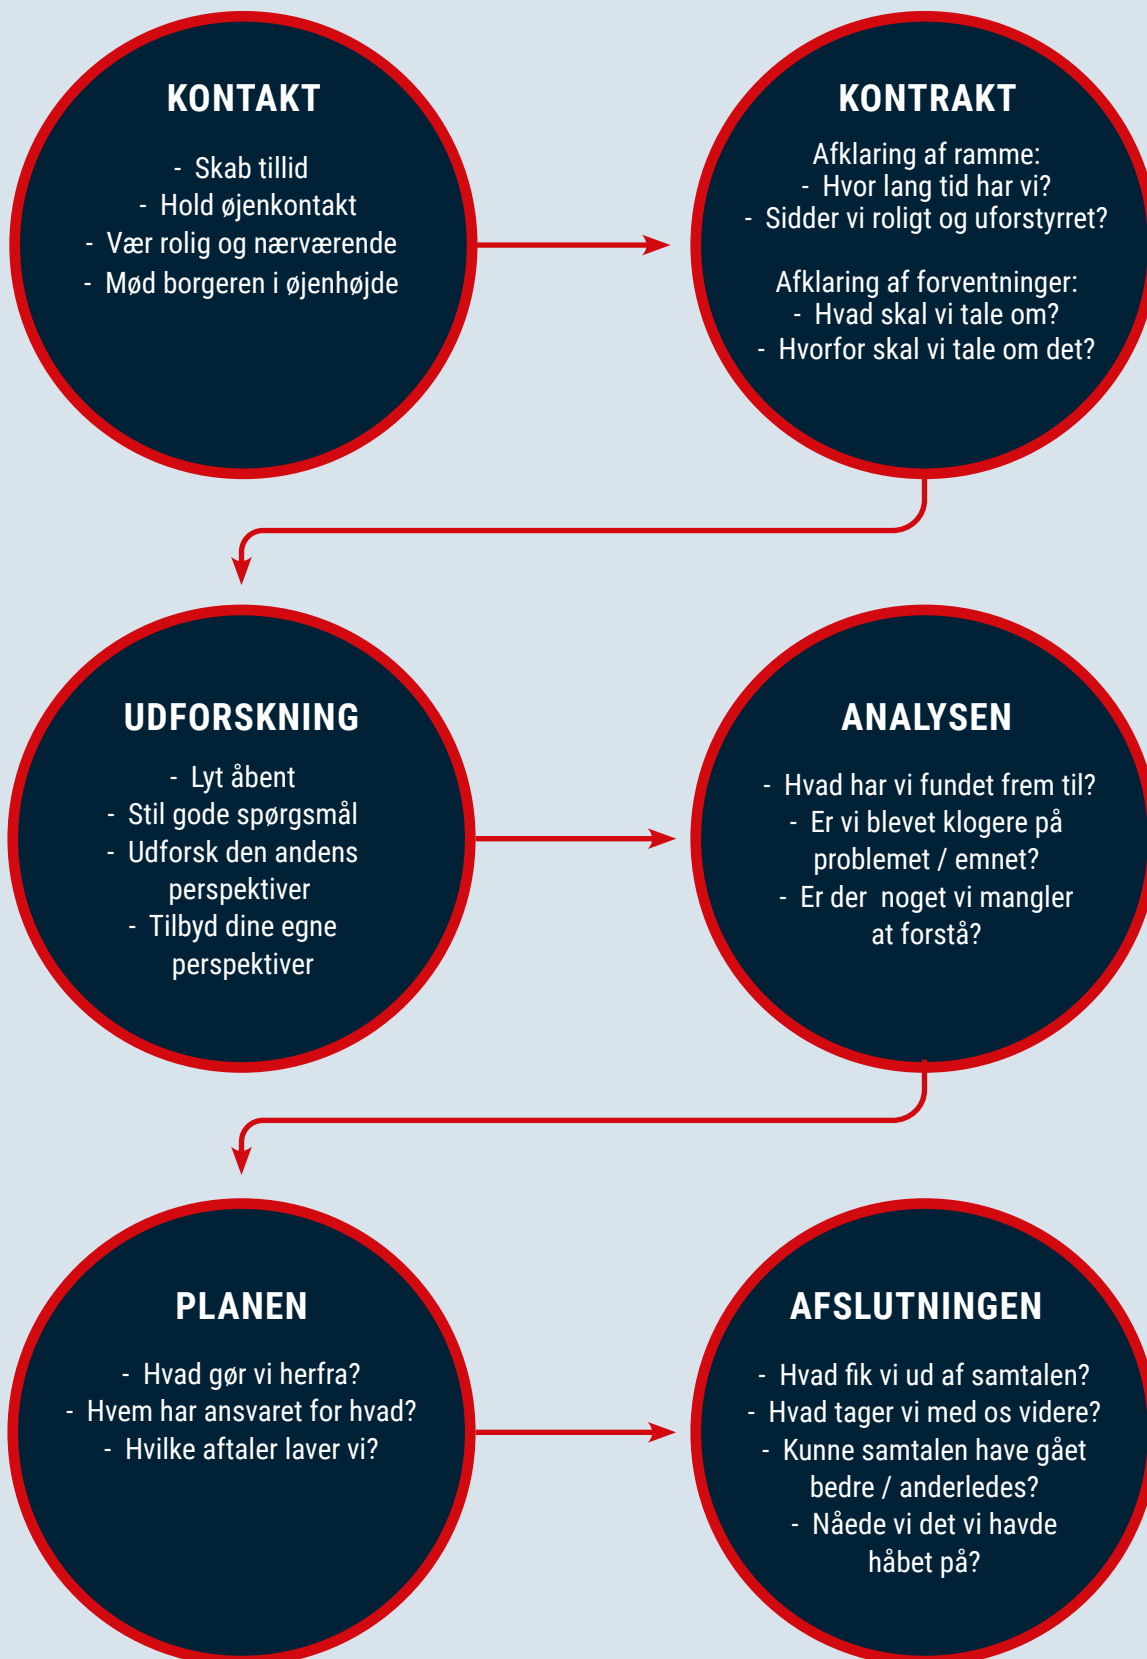 KONTAKT
- Skab tillid
- Hold øjenkontakt
- Vær rolig og nærværende
- Mød borgeren i øjenhøjde
KONTRAKT
Afklaring af ramme:
- Hvor lang tid har vi?
- Sidder vi roligt og uforstyrret?
Afklaring af forventninger:
- Hvad skal vi tale om?
- Hvorfor skal vi tale om det?
UDFORSKNING
- Lyt åbent
- Stil gode spørgsmål
- Udforsk den andens
perspektiver
- Tilbyd dine egne
perspektiver
ANALYSEN
- Hvad har vi fundet frem til?
- Er vi blevet klogere på
problemet / emnet?
- Er der noget vi mangler
at forstå?
PLANEN
- Hvad gør vi herfra?
- Hvem har ansvaret for hvad?
- Hvilke aftaler laver vi?
AFSLUTNINGEN
- Hvad fik vi ud af samtalen?
- Hvad tager vi med os videre?
- Kunne samtalen have gået
bedre / anderledes?
- Nåede vi det vi havde
håbet på?